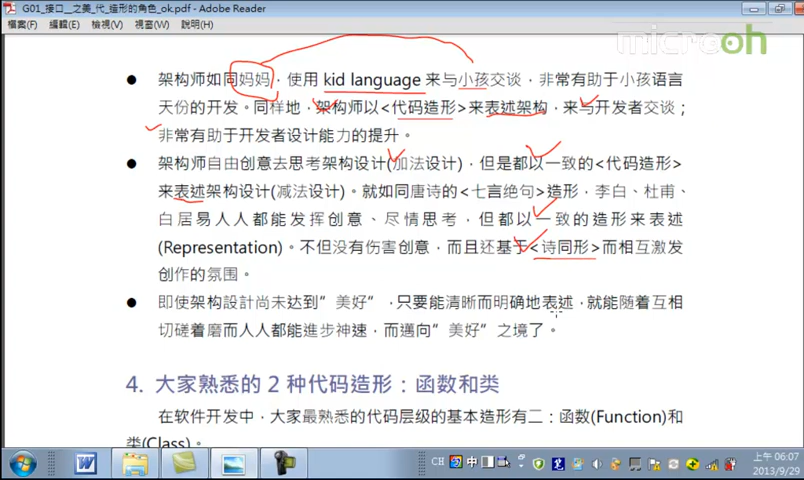 G01_接口__之美_代_造形的角色_ok.pdf - Adobe Reader
檔案(F) 編輯(E) 檢視(V) 視窗(W) 說明(H)
microoh
● 架构师如同妈妈，使用 kid language 来与小孩交谈，非常有助于小孩语言
天份的开发。同样地，架构师以<代码造形>来表述架构，来与开发者交谈；
非常有助于开发者设计能力的提升。
● 架构师自由创意去思考架构设计(加法设计)，但是都以一致的<代码造形>
来表述架构设计(减法设计)。就如同唐诗的<七言绝句>造形，李白、杜甫、
白居易人人都能发挥创意、尽情思考，但都以一致的造形来表述
(Representation)。不但没有伤害创意，而且还基于<诗同形>而相互激发
创作的氛围。
● 即使架构設計尚未达到"美好"，只要能清晰而明确地表述，就能随着互相
切磋着磨而人人都能進步神速，而邁向"美好"之境了。
4. 大家熟悉的 2 种代码造形：函数和类
在软件开发中，大家最熟悉的代码层级的基本造形有二：函数(Function)和
类(Class)。
CH 中
上午 06:07
2013/9/29